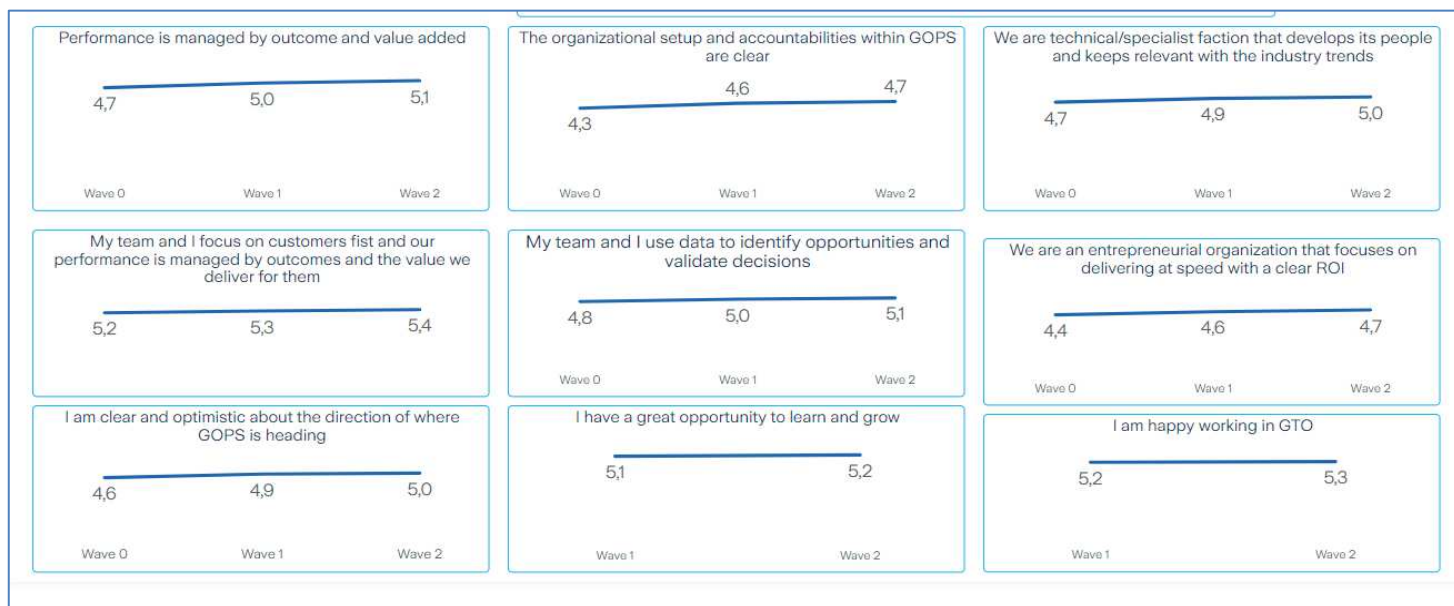 Performance is managed by outcome and value added
4,7
5,0
5,1
Wave 0
Wave 1
Wave 2
The organizational setup and accountabilities within GOPS
are clear
4,3
4,6
4,7
Wave 0
Wave 1
Wave 2
We are technical/specialist faction that develops its people
and keeps relevant with the industry trends
4,7
4,9
5,0
Wave 0
Wave 1
Wave 2
My team and I focus on customers fist and our
performance is managed by outcomes and the value we
deliver for them
5,2
5,3
5,4
My team and I use data to identify opportunities and
validate decisions
4,8
5,0
5,1
Wave 0
Wave 1
Wave 2
We are an entrepreneurial organization that focuses on
delivering at speed with a clear ROI
4,4
4,6
4,7
Wave 0
Wave 1
Wave 2
I am clear and optimistic about the direction of where
GOPS is heading
4,6
4,9
5,0
Wave 0
Wave 1
Wave 2
I have a great opportunity to learn and grow
5,1
5,2
Wave 1
Wave 2
I am happy working in GTO
5,2
5,3
Wave 1
Wave 2